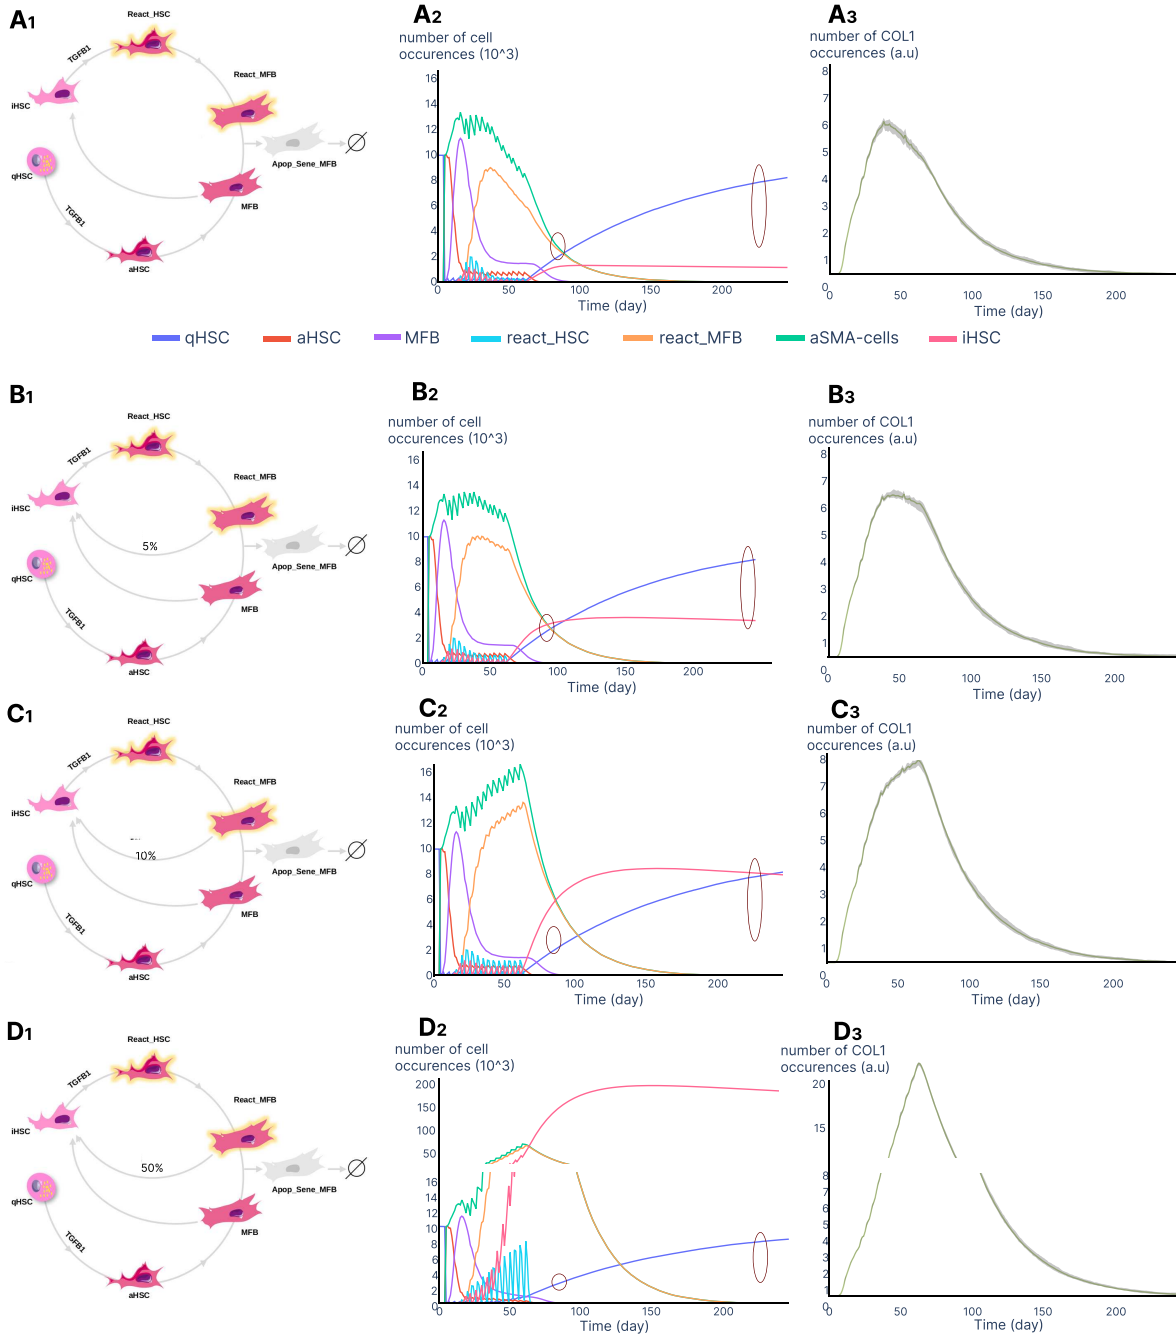 A1
React_HSC
TGFB1
iHSC
React_MFB
Apop_Sene_MFB
qHSC
TGFB1
MFB
aHSC
A2
number of cell
occurences (10^3)
16
14
12
10
8
6
4
2
0
0 50 100 150 200
Time (day)
A3
number of COL1
occurences (a.u)
8
7
6
5
4
3
2
1
0
0 50 100 150 200
Time (day)
qHSC aHSC MFB react_HSC react_MFB aSMA-cells iHSC
B1
React_HSC
TGFB1
iHSC
React_MFB
5%
Apop_Sene_MFB
qHSC
TGFB1
MFB
aHSC
B2
number of cell
occurences (10^3)
16
14
12
10
8
6
4
2
0
0 50 100 150 200
Time (day)
B3
number of COL1
occurences (a.u)
8
7
6
5
4
3
2
1
0
0 50 100 150 200
Time (day)
C1
React_HSC
TGFB1
iHSC
React_MFB
10%
Apop_Sene_MFB
qHSC
TGFB1
MFB
aHSC
C2
number of cell
occurences (10^3)
16
14
12
10
8
6
4
2
0
0 50 100 150 200
Time (day)
C3
number of COL1
occurences (a.u)
8
7
6
5
4
3
2
1
0
0 50 100 150 200
Time (day)
D1
React_HSC
TGFB1
iHSC
React_MFB
50%
Apop_Sene_MFB
qHSC
TGFB1
MFB
aHSC
D2
number of cell
occurences (10^3)
200
150
100
50
16
14
12
10
8
6
4
2
0
0 50 100 150 200
Time (day)
D3
number of COL1
occurences (a.u)
20
15
8
7
6
5
4
3
2
1
0
0 50 100 150 200
Time (day)